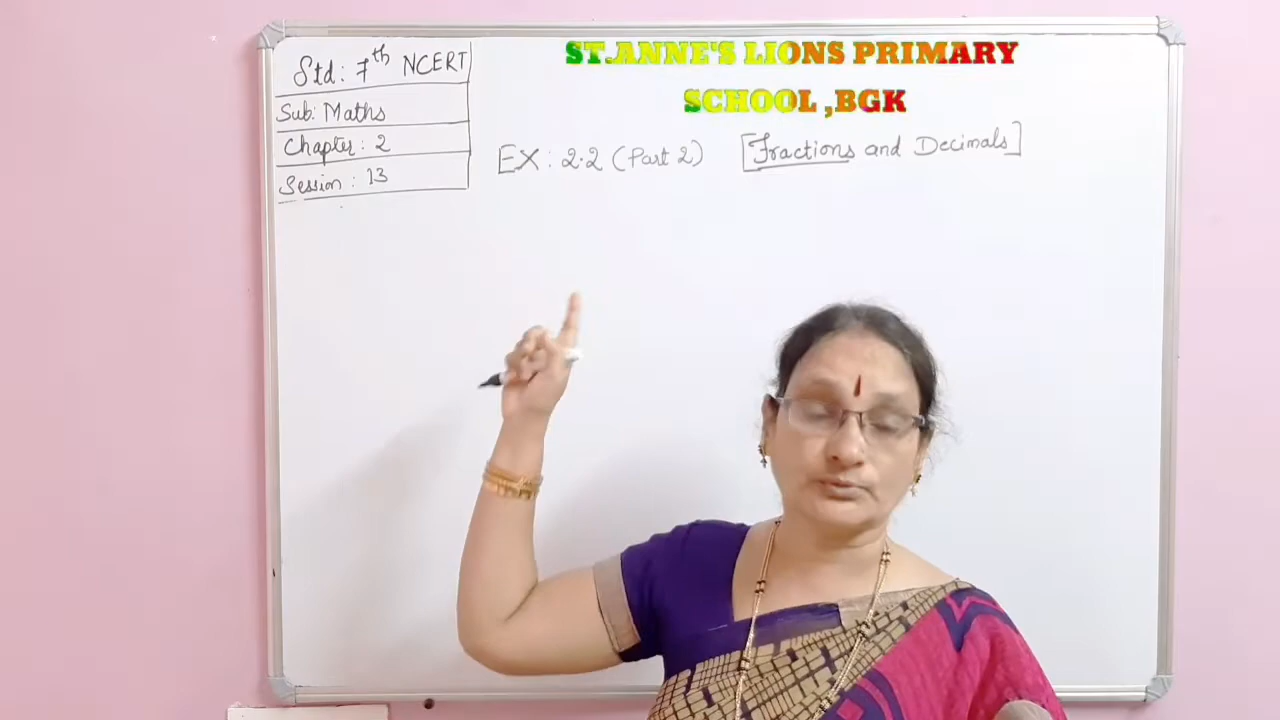 Std: 7th NCERT
Sub: Maths
Chapter: 2
Session: 13
ST.ANNE'S LIONS PRIMARY
SCHOOL ,BGK
EX: 2.2 (Part 2) [Fractions and Decimals]